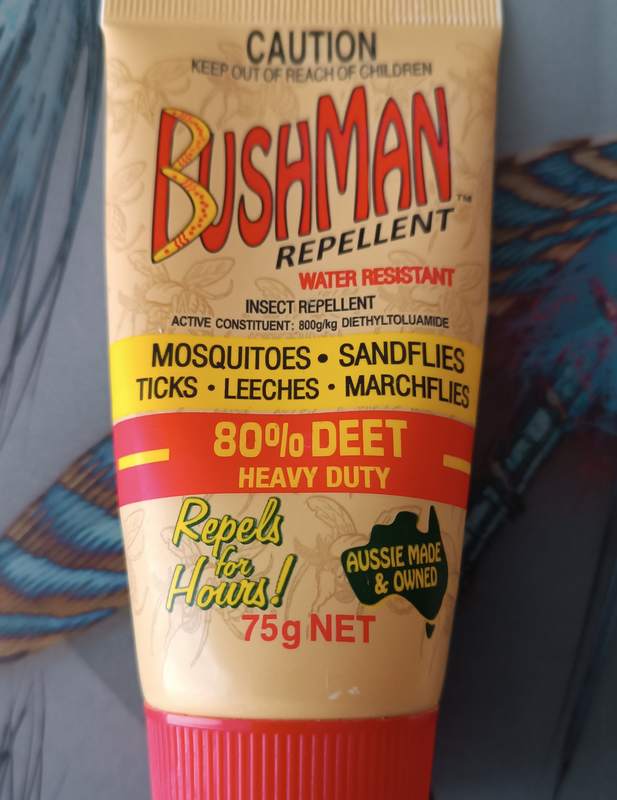 CAUTION
KEEP OUT OF REACH OF CHILDREN
BUSHMAN™
REPELLENT
WATER RESISTANT
INSECT REPELLENT
ACTIVE CONSTITUENT: 800g/kg DIETHYLTOLUAMIDE
MOSQUITOES • SANDFLIES
TICKS • LEECHES • MARCHFLIES
80% DEET
HEAVY DUTY
Repels
for
Hours!
AUSSIE MADE
& OWNED
75g NET